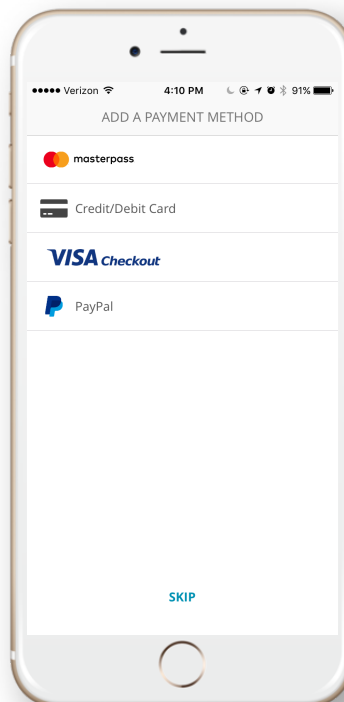 Verizon 4:10 PM 91%
ADD A PAYMENT METHOD
masterpass
Credit/Debit Card
VISA Checkout
PayPal
SKIP